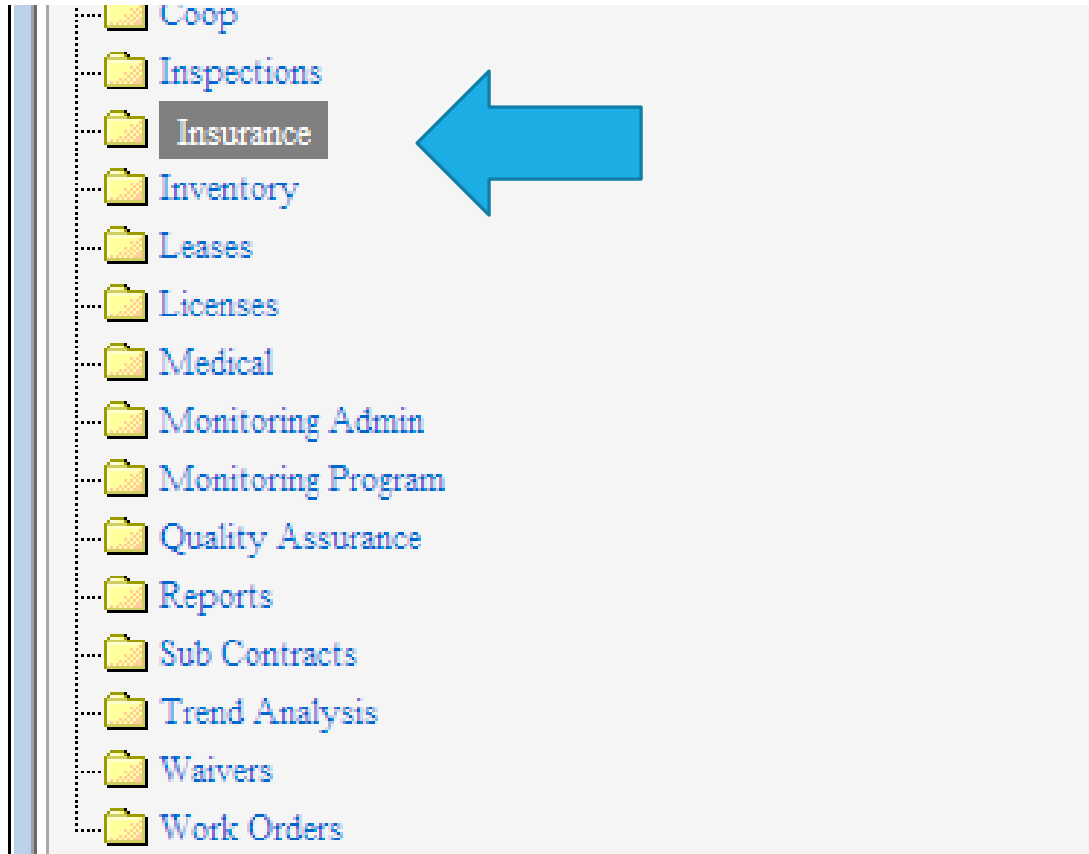 Coop
Inspections
Insurance
Inventory
Leases
Licenses
Medical
Monitoring Admin
Monitoring Program
Quality Assurance
Reports
Sub Contracts
Trend Analysis
Waivers
Work Orders